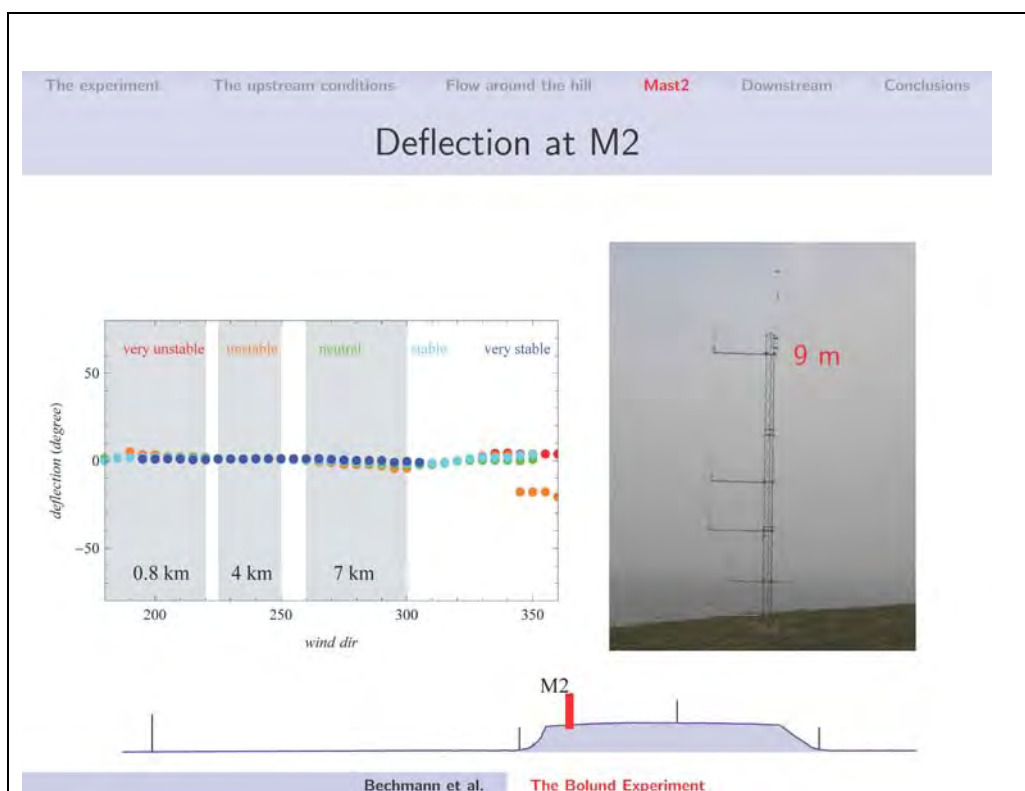 The experiment The upstream conditions Flow around the hill Mast2 Downstream Conclusions
Deflection at M2
very unstable unstable neutral stable very stable
9 m
50
0
−50
deflection (degree)
0.8 km 4 km 7 km
200 250 300 350
wind dir
M2
Bechmann et al. The Bolund Experiment